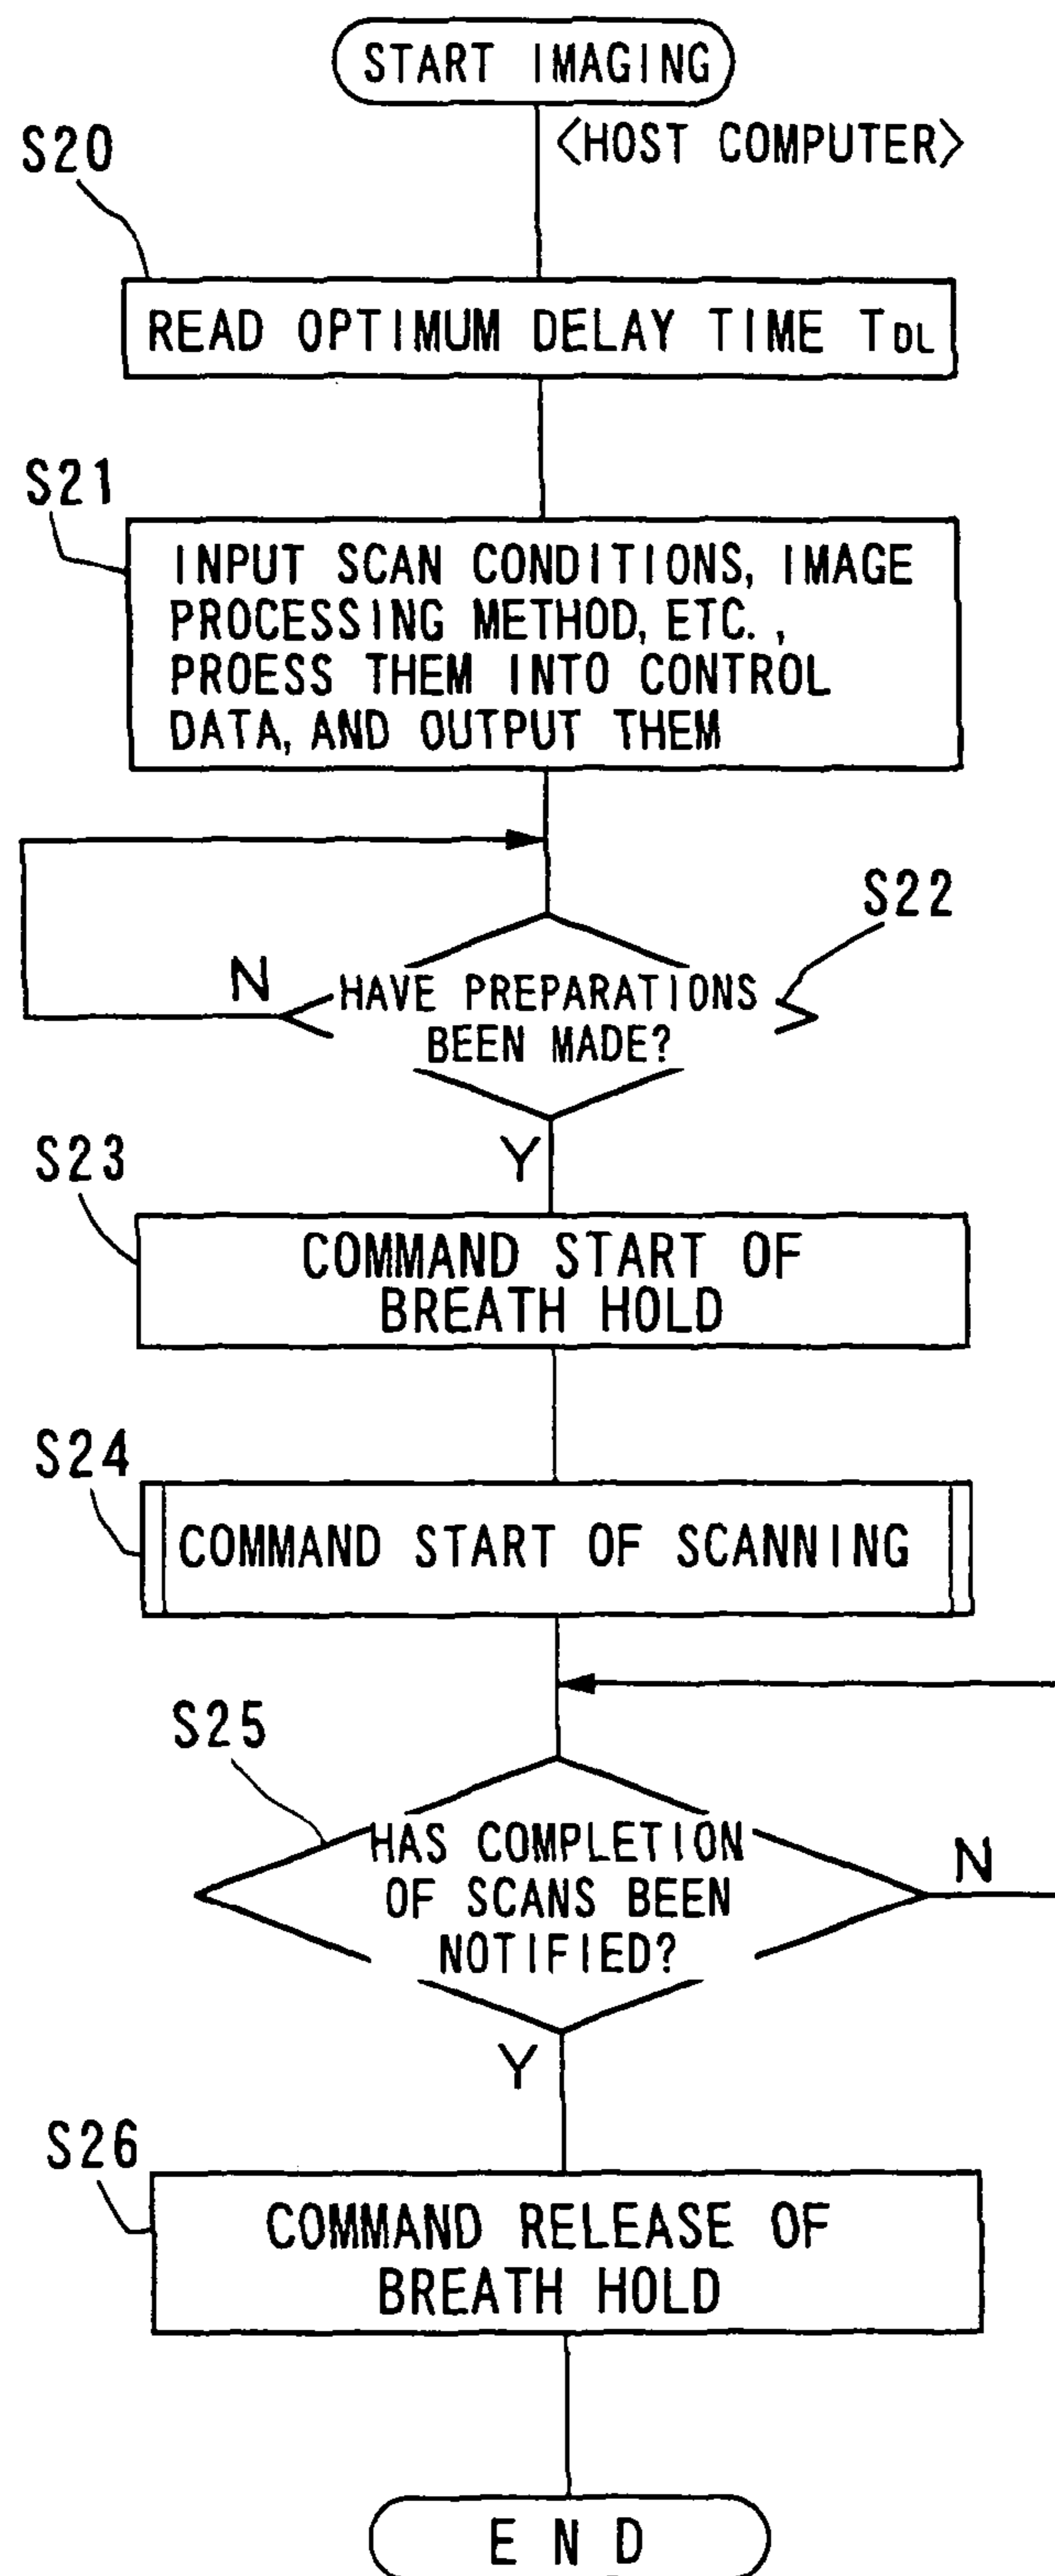 START IMAGING
<HOST COMPUTER>
S20
READ OPTIMUM DELAY TIME TDL
S21
INPUT SCAN CONDITIONS, IMAGE
PROCESSING METHOD, ETC.,
PROESS THEM INTO CONTROL
DATA, AND OUTPUT THEM
S22
N
HAVE PREPARATIONS
BEEN MADE?
Y
S23
COMMAND START OF
BREATH HOLD
S24
COMMAND START OF SCANNING
S25
HAS COMPLETION
OF SCANS BEEN
NOTIFIED?
N
Y
S26
COMMAND RELEASE OF
BREATH HOLD
END